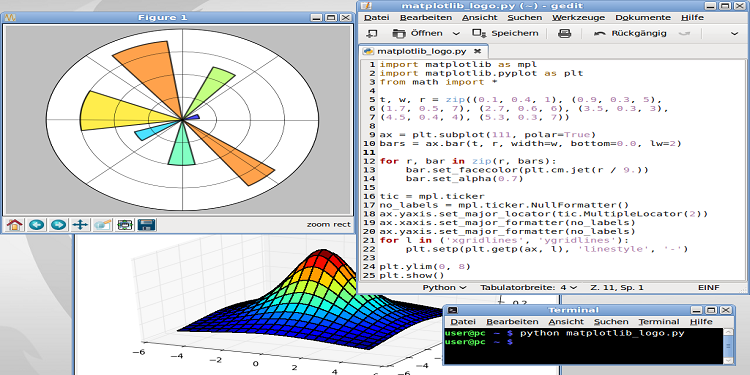 Figure 1
zoom rect
matplotlib_logo.py (~) - gedit
Datei Bearbeiten Ansicht Suchen Werkzeuge Dokumente Hilfe
Öffnen Speichern Rückgängig
matplotlib_logo.py
1 import matplotlib as mpl
2 import matplotlib.pyplot as plt
3 from math import *
4
5 t, w, r = zip((0.1, 0.4, 1), (0.9, 0.3, 5),
6 (1.7, 0.5, 7), (2.7, 0.6, 6), (3.5, 0.3, 3),
7 (4.5, 0.4, 4), (5.3, 0.3, 7))
8
9 ax = plt.subplot(111, polar=True)
10 bars = ax.bar(t, r, width=w, bottom=0.0, lw=2)
11
12 for r, bar in zip(r, bars):
13 bar.set_facecolor(plt.cm.jet(r / 9.))
14 bar.set_alpha(0.7)
15
16 tic = mpl.ticker
17 no_labels = mpl.ticker.NullFormatter()
18 ax.xaxis.set_major_locator(tic.MultipleLocator(2))
19 ax.xaxis.set_major_formatter(no_labels)
20 ax.yaxis.set_major_formatter(no_labels)
21 for l in ('xgridlines', 'ygridlines'):
22 plt.setp(plt.getp(ax, l), 'linestyle', '-')
23
24 plt.ylim(0, 8)
25 plt.show()
Python Tabulatorbreite: 4 Z. 11, Sp. 1 EINF
0.2
−6 −4 −2 0 2 4
−6 −4
Terminal
Datei Bearbeiten Ansicht Suchen Terminal Hilfe
user@pc ~ $ python matplotlib_logo.py
user@pc ~ $